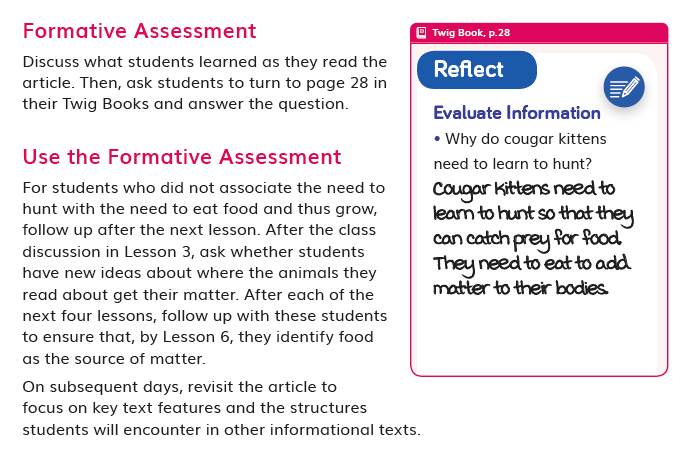 Formative Assessment
Discuss what students learned as they read the
article. Then, ask students to turn to page 28 in
their Twig Books and answer the question.
Use the Formative Assessment
For students who did not associate the need to
hunt with the need to eat food and thus grow,
follow up after the next lesson. After the class
discussion in Lesson 3, ask whether students
have new ideas about where the animals they
read about get their matter. After each of the
next four lessons, follow up with these students
to ensure that, by Lesson 6, they identify food
as the source of matter.
On subsequent days, revisit the article to
focus on key text features and the structures
students will encounter in other informational texts.
Twig Book, p.28
Reflect
Evaluate Information
• Why do cougar kittens
need to learn to hunt?
Cougar kittens need to
learn to hunt so that they
can catch prey for food.
They need to eat to add
matter to their bodies.